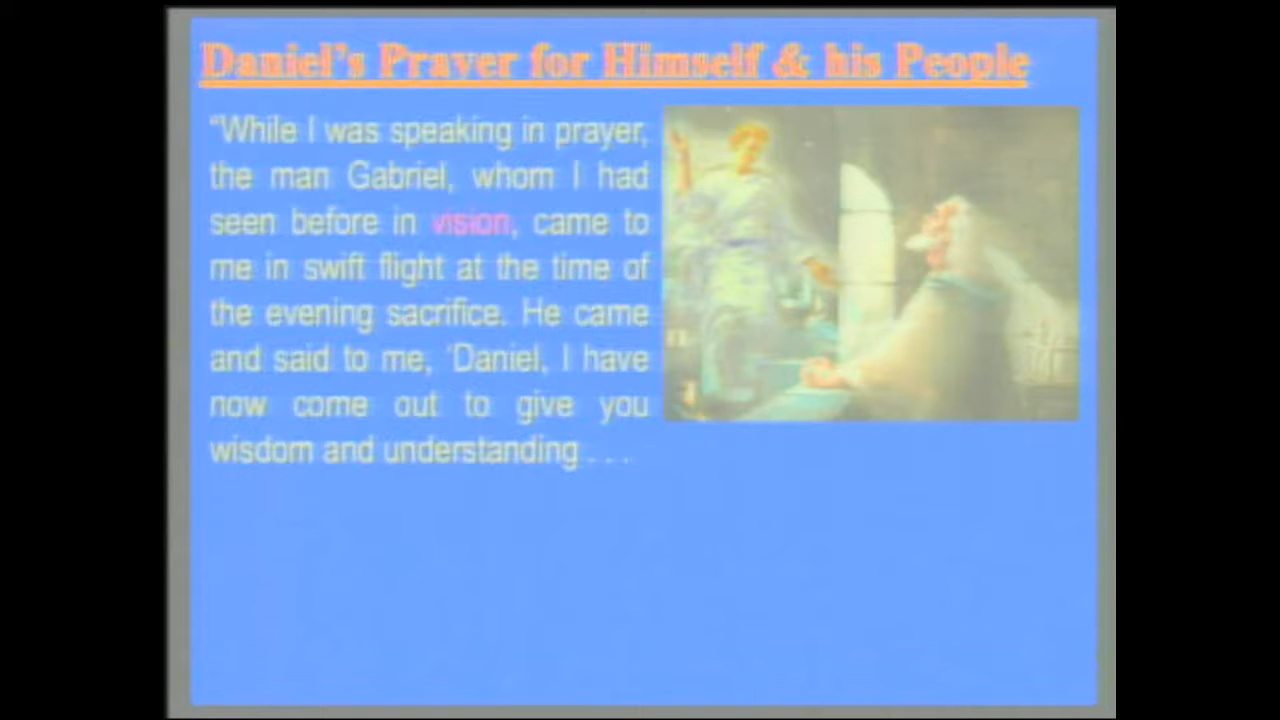 Daniel's Prayer for Himself & his People
“While I was speaking in prayer,
the man Gabriel, whom I had
seen before in vision, came to
me in swift flight at the time of
the evening sacrifice. He came
and said to me, ‘Daniel, I have
now come out to give you
wisdom and understanding . . .